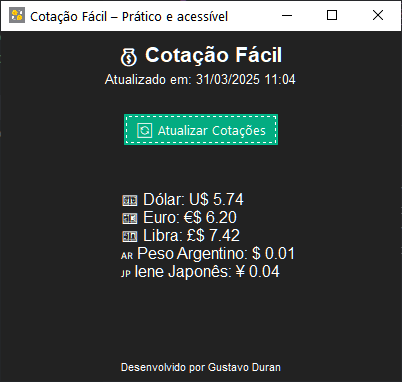 Cotação Fácil – Prático e acessível
Cotação Fácil
Atualizado em: 31/03/2025 11:04
Atualizar Cotações
Dólar: U$ 5.74
Euro: €$ 6.20
Libra: £$ 7.42
AR Peso Argentino: $ 0.01
JP Iene Japonês: ¥ 0.04
Desenvolvido por Gustavo Duran